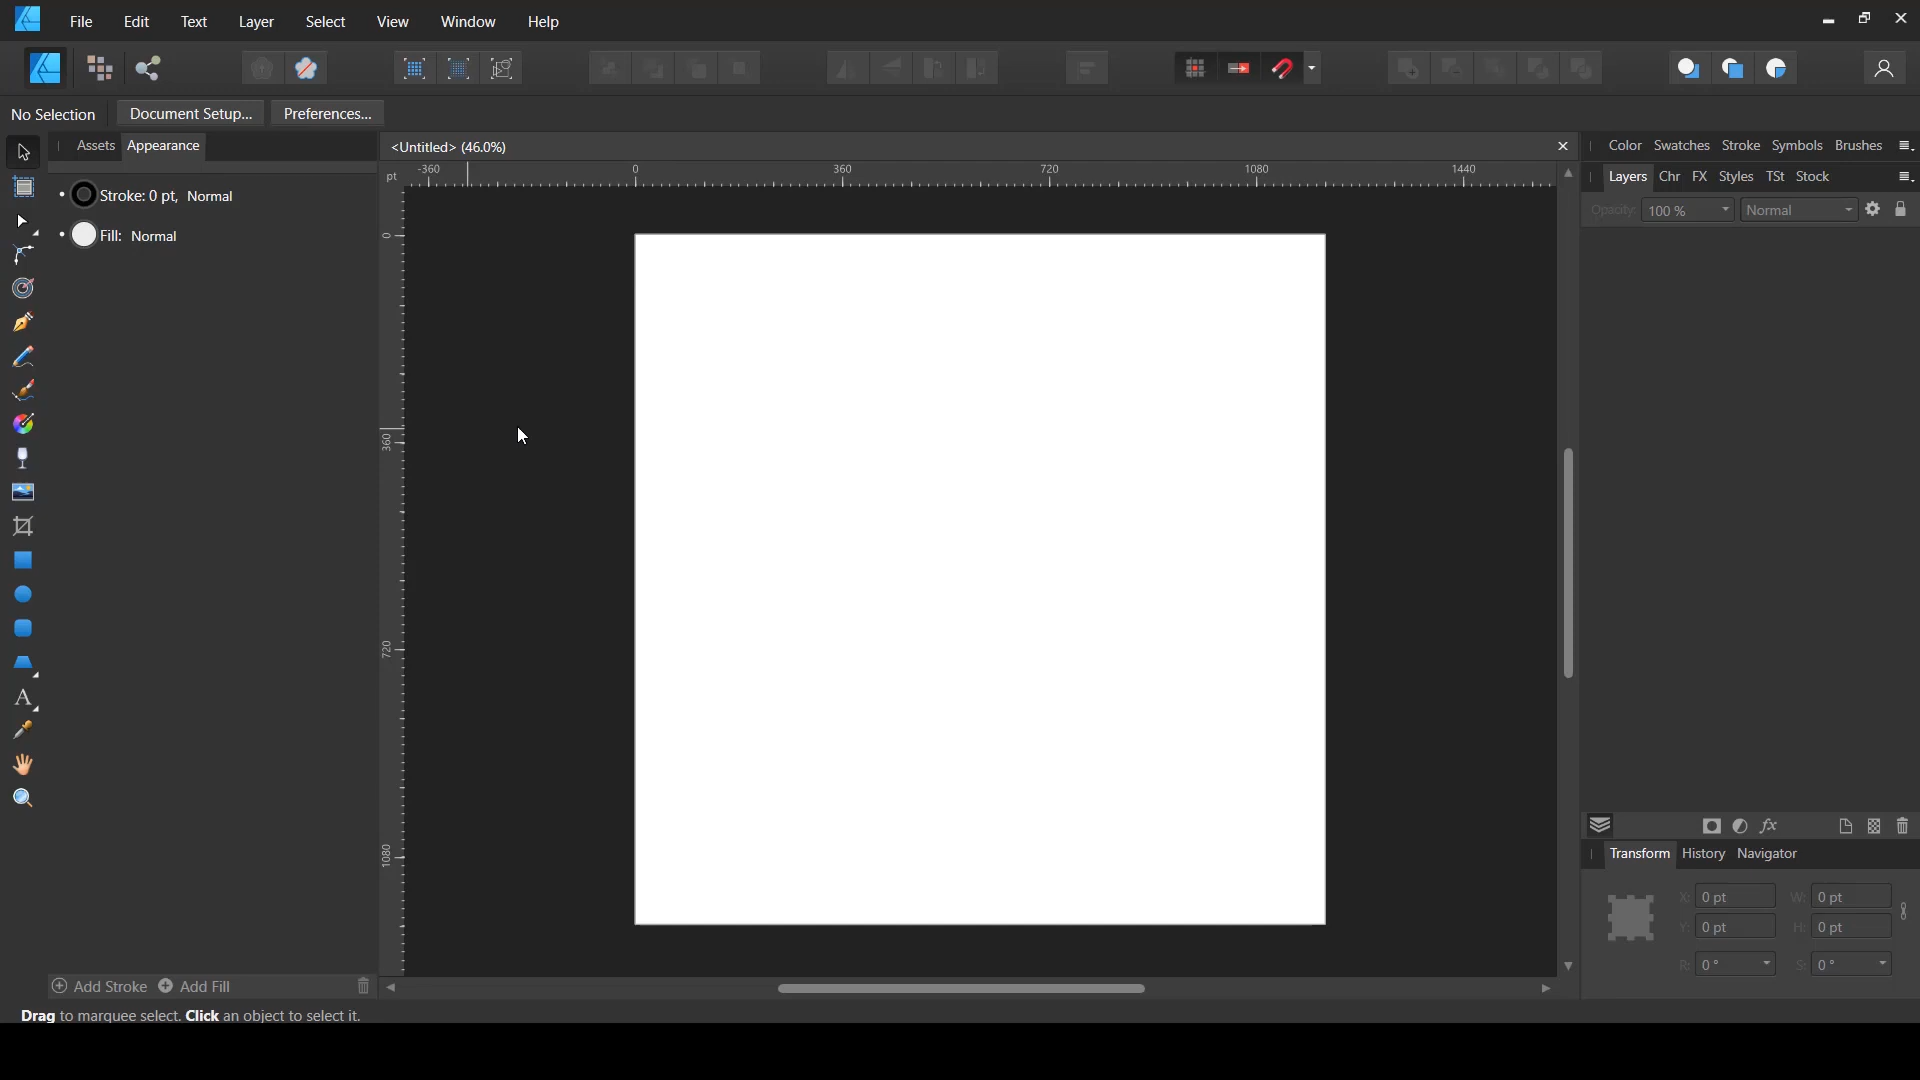 File Edit Text Layer Select View Window Help
No Selection Document Setup... Preferences...
Assets Appearance
<Untitled> (46.0%)
Color Swatches Stroke Symbols Brushes
pt -360 0 360 720 1080 1440
Layers Chr FX Styles TSt Stock
Stroke: 0 pt, Normal
Opacity: 100 % Normal
Fill: Normal
0
360
720
1080
Transform History Navigator
X: 0 pt W: 0 pt
Y: 0 pt H: 0 pt
R: 0 ° S: 0 °
Add Stroke Add Fill
Drag to marquee select. Click an object to select it.